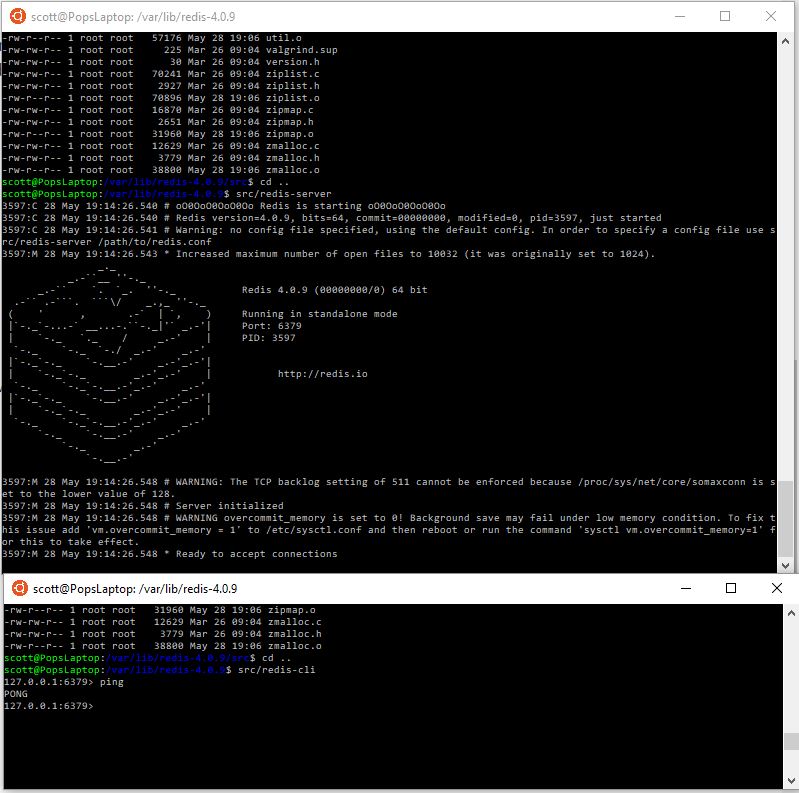 scott@PopsLaptop: /var/lib/redis-4.0.9
-rw-rw-r-- 1 root root   57176 May 28 19:06 util.o
-rw-rw-r-- 1 root root     225 Mar 26 09:04 valgrind.sup
-rw-rw-r-- 1 root root      30 Mar 26 09:04 version.h
-rw-rw-r-- 1 root root   70241 Mar 26 09:04 ziplist.c
-rw-rw-r-- 1 root root    2927 Mar 26 09:04 ziplist.h
-rw-r--r-- 1 root root   70896 May 28 19:06 ziplist.o
-rw-rw-r-- 1 root root   16870 Mar 26 09:04 zipmap.c
-rw-rw-r-- 1 root root    2651 Mar 26 09:04 zipmap.h
-rw-r--r-- 1 root root   31960 May 28 19:06 zipmap.o
-rw-rw-r-- 1 root root   12629 Mar 26 09:04 zmalloc.c
-rw-rw-r-- 1 root root    3779 Mar 26 09:04 zmalloc.h
-rw-r--r-- 1 root root   38800 May 28 19:06 zmalloc.o
scott@PopsLaptop:/var/lib/redis-4.0.9/src$ cd ..
scott@PopsLaptop:/var/lib/redis-4.0.9$ src/redis-server
3597:C 28 May 19:14:26.540 # oO0OoO0OoO0Oo Redis is starting oO0OoO0OoO0Oo
3597:C 28 May 19:14:26.540 # Redis version=4.0.9, bits=64, commit=00000000, modified=0, pid=3597, just started
3597:C 28 May 19:14:26.541 # Warning: no config file specified, using the default config. In order to specify a config file use s
rc/redis-server /path/to/redis.conf
3597:M 28 May 19:14:26.543 * Increased maximum number of open files to 10032 (it was originally set to 1024).
Redis 4.0.9 (00000000/0) 64 bit
Running in standalone mode
Port: 6379
PID: 3597
http://redis.io
3597:M 28 May 19:14:26.548 # WARNING: The TCP backlog setting of 511 cannot be enforced because /proc/sys/net/core/somaxconn is s
et to the lower value of 128.
3597:M 28 May 19:14:26.548 # Server initialized
3597:M 28 May 19:14:26.548 # WARNING overcommit_memory is set to 0! Background save may fail under low memory condition. To fix t
his issue add 'vm.overcommit_memory = 1' to /etc/sysctl.conf and then reboot or run the command 'sysctl vm.overcommit_memory=1' f
or this to take effect.
3597:M 28 May 19:14:26.548 * Ready to accept connections
scott@PopsLaptop: /var/lib/redis-4.0.9
-rw-r--r-- 1 root root   31960 May 28 19:06 zipmap.o
-rw-rw-r-- 1 root root   12629 Mar 26 09:04 zmalloc.c
-rw-rw-r-- 1 root root    3779 Mar 26 09:04 zmalloc.h
-rw-r--r-- 1 root root   38800 May 28 19:06 zmalloc.o
scott@PopsLaptop:/var/lib/redis-4.0.9/src$ cd ..
scott@PopsLaptop:/var/lib/redis-4.0.9$ src/redis-cli
127.0.0.1:6379> ping
PONG
127.0.0.1:6379>